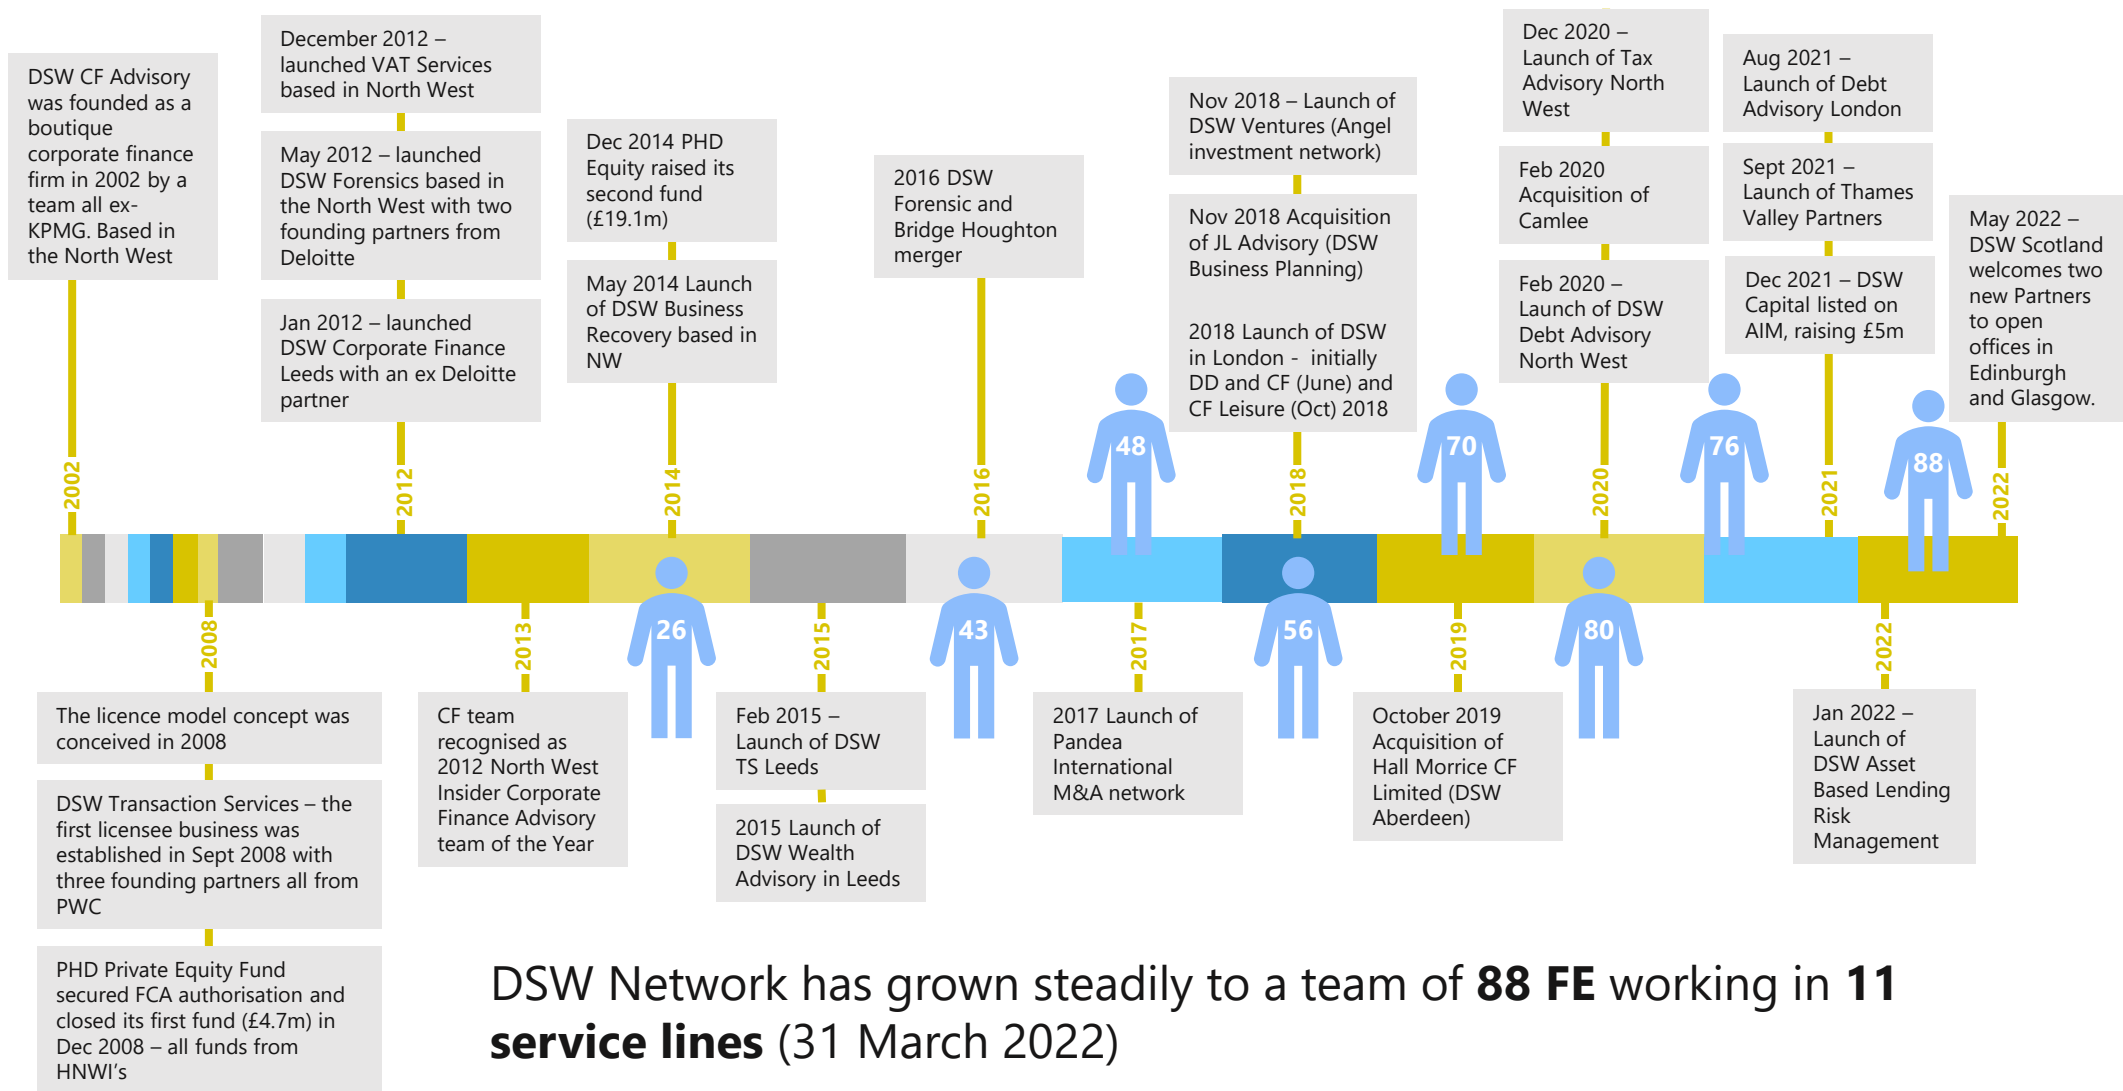 DSW CF Advisory
was founded as a
boutique
corporate finance
firm in 2002 by a
team all ex-
KPMG. Based in
the North West
December 2012 –
launched VAT Services
based in North West
May 2012 – launched
DSW Forensics based in
the North West with two
founding partners from
Deloitte
Jan 2012 – launched
DSW Corporate Finance
Leeds with an ex Deloitte
partner
Dec 2014 PHD
Equity raised its
second fund
(£19.1m)
May 2014 Launch
of DSW Business
Recovery based in
NW
2016 DSW
Forensic and
Bridge Houghton
merger
Nov 2018 – Launch of
DSW Ventures (Angel
investment network)
Nov 2018 Acquisition
of JL Advisory (DSW
Business Planning)
2018 Launch of DSW
in London - initially
DD and CF (June) and
CF Leisure (Oct) 2018
Dec 2020 –
Launch of Tax
Advisory North
West
Feb 2020
Acquisition of
Camlee
Feb 2020 –
Launch of DSW
Debt Advisory
North West
Aug 2021 –
Launch of Debt
Advisory London
Sept 2021 –
Launch of Thames
Valley Partners
Dec 2021 – DSW
Capital listed on
AIM, raising £5m
May 2022 –
DSW Scotland
welcomes two
new Partners
to open
offices in
Edinburgh
and Glasgow.
48
70
76
88
2002
2012
2014
2016
2018
2020
2021
2022
26
43
56
80
2008
2013
2015
2017
2019
2022
The licence model concept was
conceived in 2008
DSW Transaction Services – the
first licensee business was
established in Sept 2008 with
three founding partners all from
PWC
PHD Private Equity Fund
secured FCA authorisation and
closed its first fund (£4.7m) in
Dec 2008 – all funds from
HNWI's
CF team
recognised as
2012 North West
Insider Corporate
Finance Advisory
team of the Year
Feb 2015 –
Launch of DSW
TS Leeds
2015 Launch of
DSW Wealth
Advisory in Leeds
2017 Launch of
Pandea
International
M&A network
October 2019
Acquisition of
Hall Morrice CF
Limited (DSW
Aberdeen)
Jan 2022 –
Launch of
DSW Asset
Based Lending
Risk
Management
DSW Network has grown steadily to a team of 88 FE working in 11
service lines (31 March 2022)